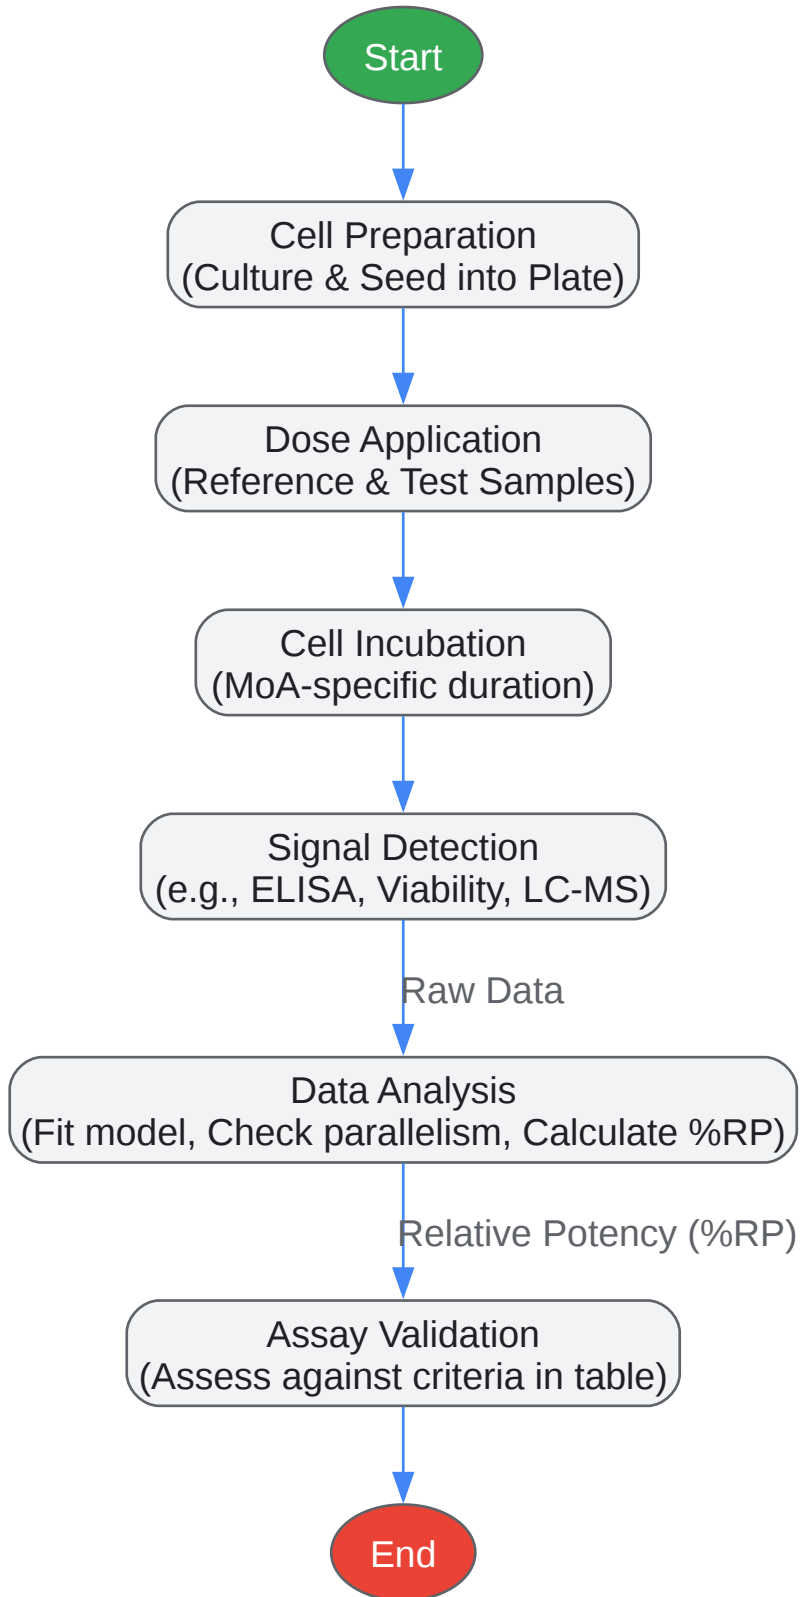 Start
Cell Preparation
(Culture & Seed into Plate)
Dose Application
(Reference & Test Samples)
Cell Incubation
(MoA-specific duration)
Signal Detection
(e.g., ELISA, Viability, LC-MS)
Raw Data
Data Analysis
(Fit model, Check parallelism, Calculate %RP)
Relative Potency (%RP)
Assay Validation
(Assess against criteria in table)
End